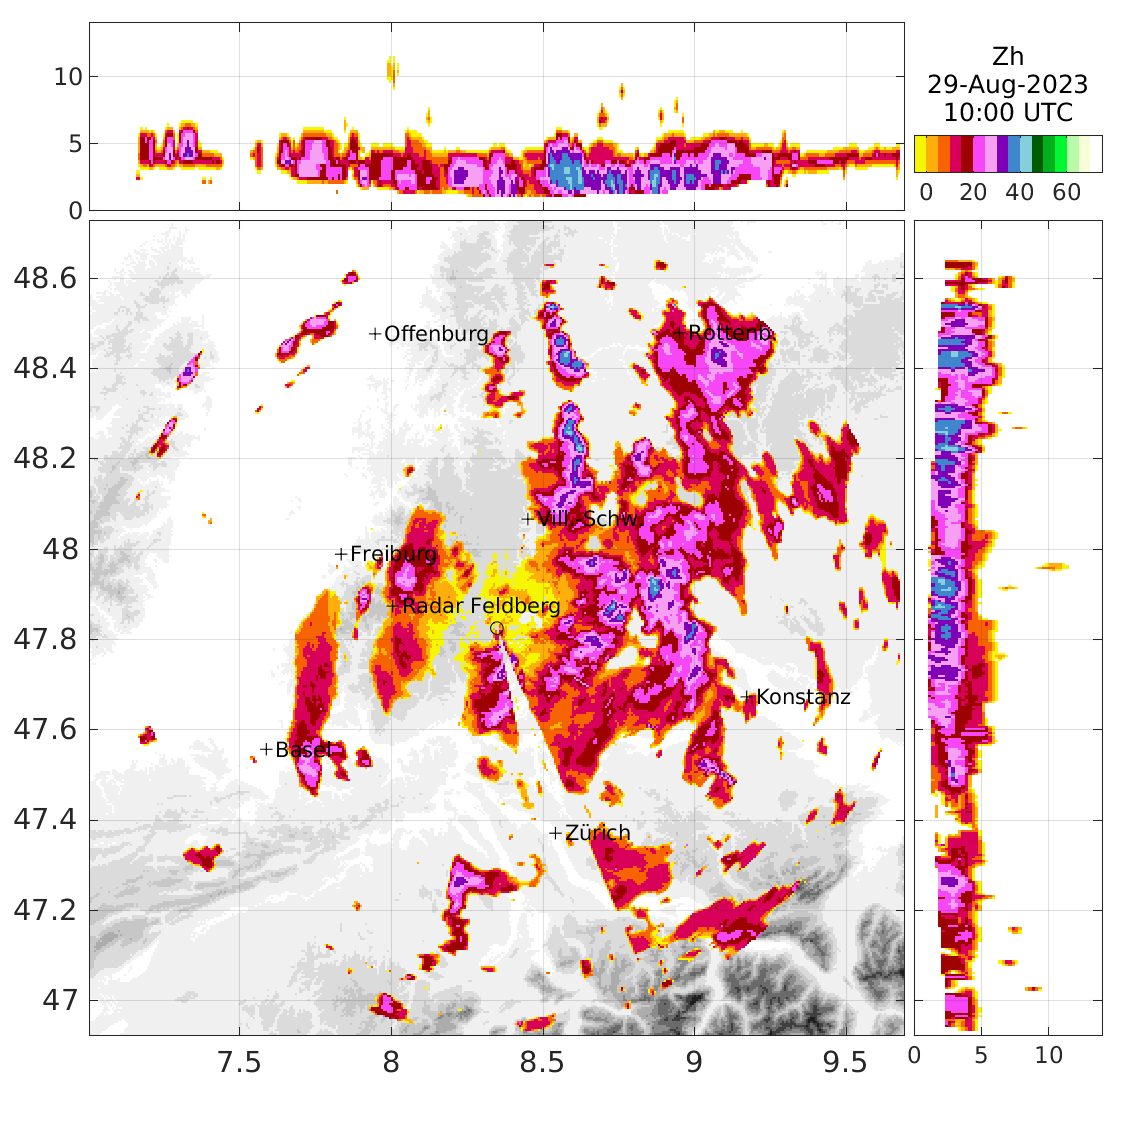 Zh
29-Aug-2023
10:00 UTC
0 20 40 60
10
5
0
48.6
48.4
48.2
48
47.8
47.6
47.4
47.2
47
+Offenburg
+Rottenb.
+Vill.-Schw.
+Freiburg
+Radar Feldberg
+Konstanz
+Basel
+Zürich
7.5 8 8.5 9 9.5
0 5 10